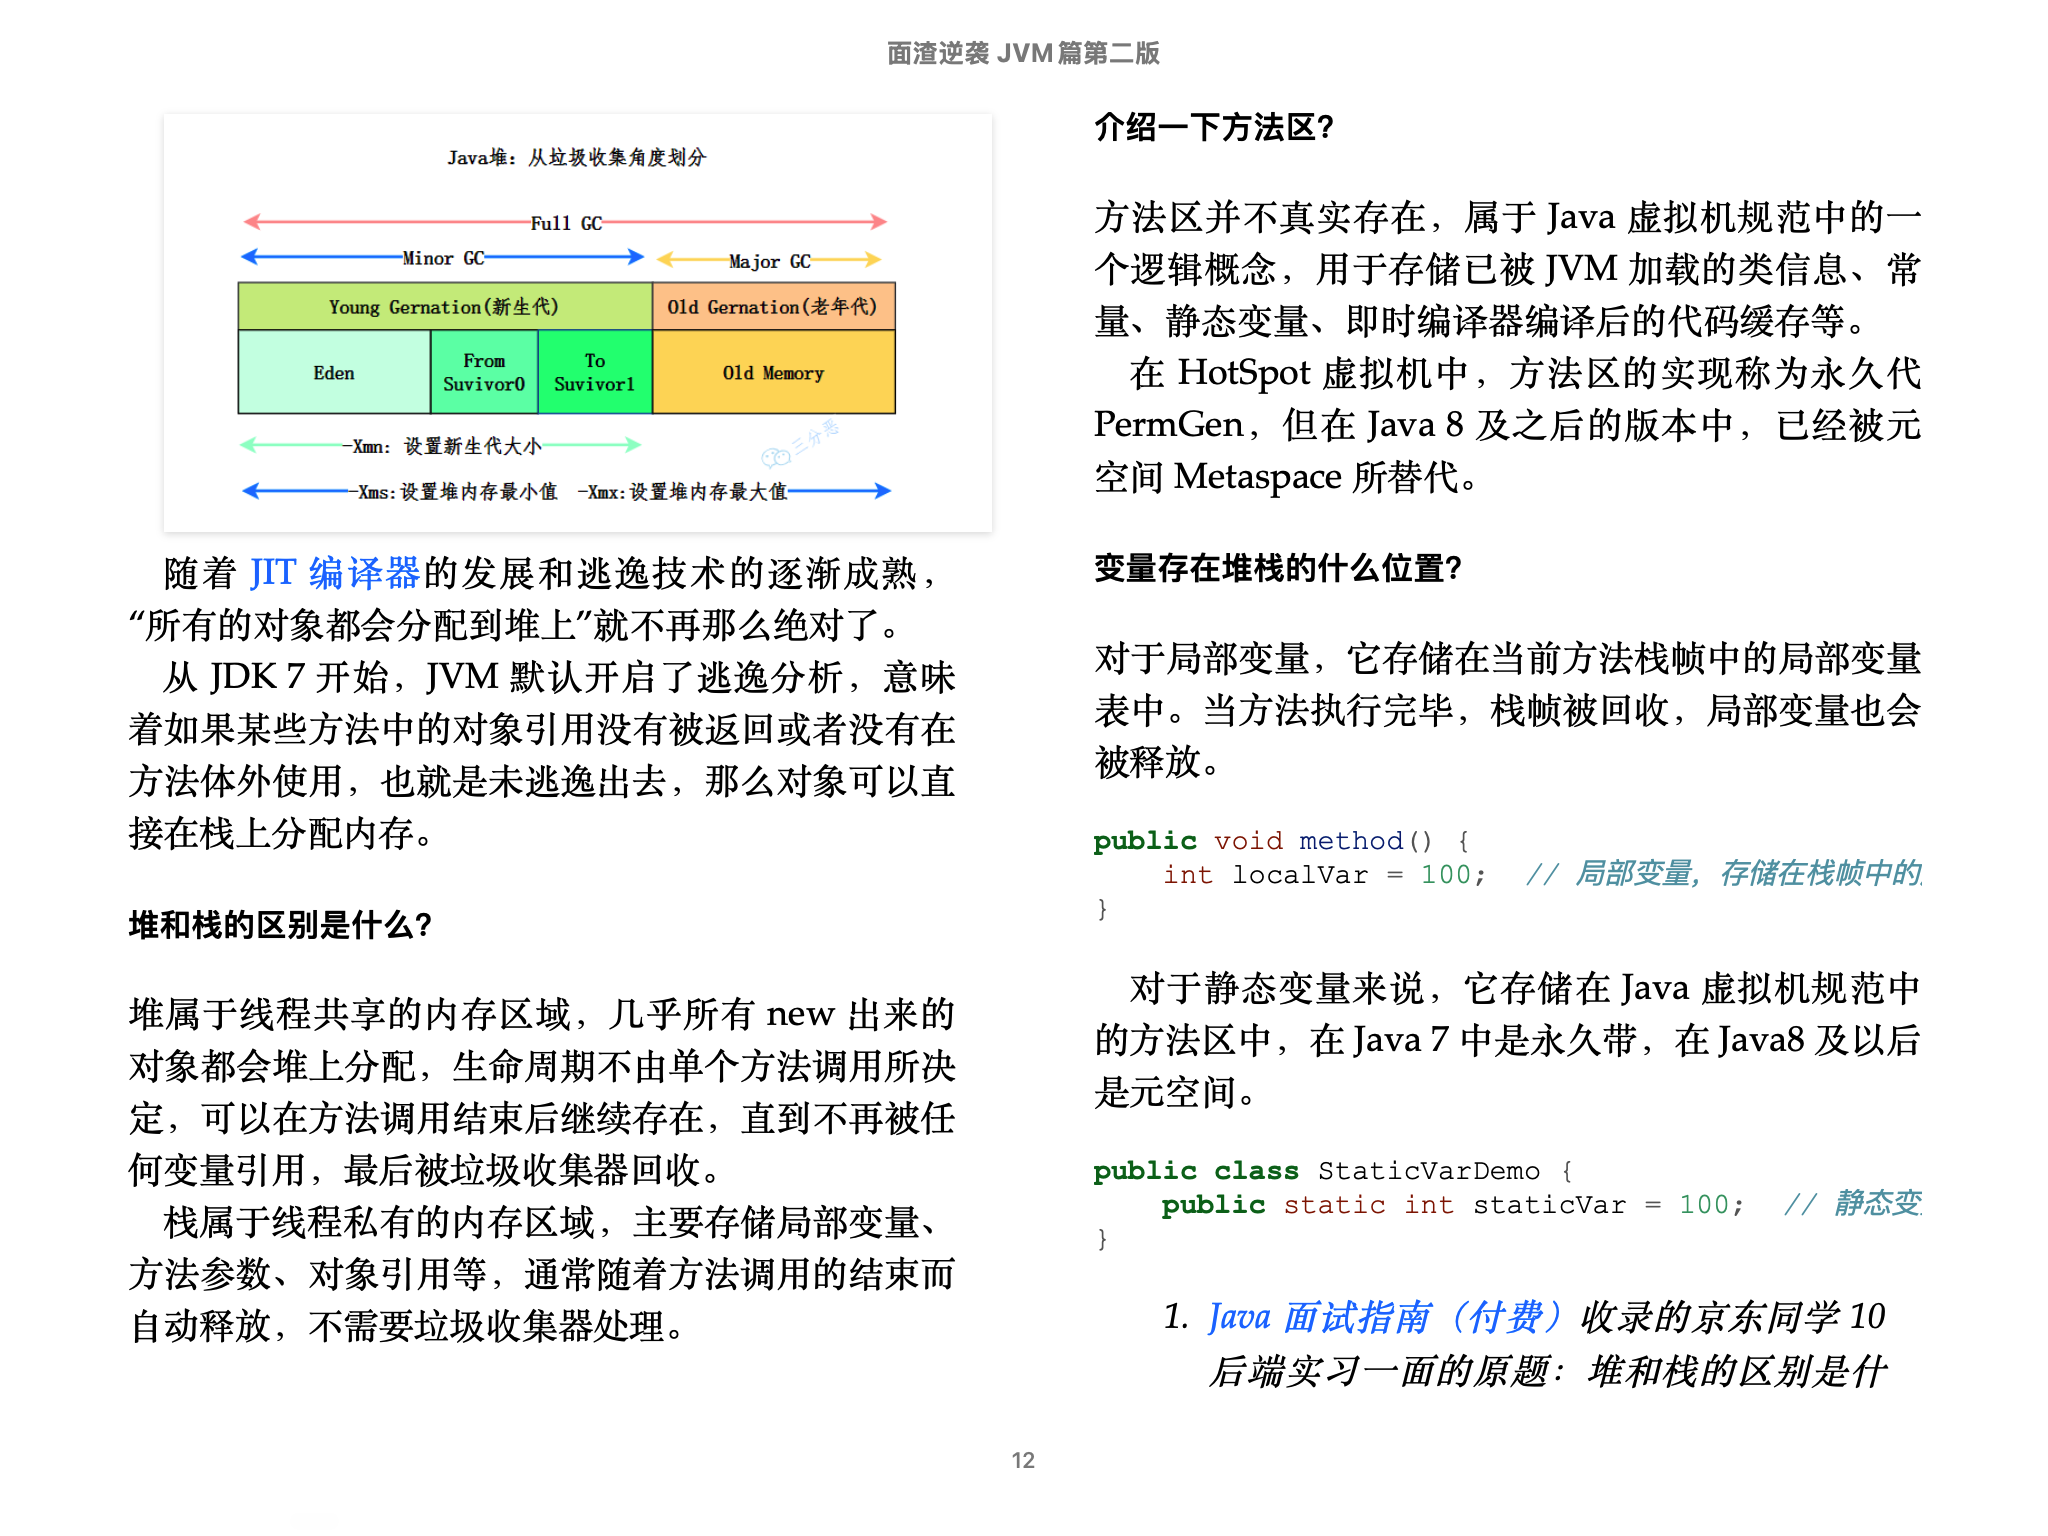 面渣逆袭 JVM篇第二版
Java堆：从垃圾收集角度划分
Full GC
Minor GC
Major GC
Young Gernation(新生代)
Old Gernation(老年代)
Eden
From
Suvivor0
To
Suvivor1
Old Memory
-Xmn: 设置新生代大小
三分恶
-Xms:设置堆内存最小值 -Xmx:设置堆内存最大值
随着 JIT 编译器的发展和逃逸技术的逐渐成熟，
“所有的对象都会分配到堆上”就不再那么绝对了。
从 JDK 7 开始，JVM 默认开启了逃逸分析，意味
着如果某些方法中的对象引用没有被返回或者没有在
方法体外使用，也就是未逃逸出去，那么对象可以直
接在栈上分配内存。
堆和栈的区别是什么?
堆属于线程共享的内存区域，几乎所有 new 出来的
对象都会堆上分配，生命周期不由单个方法调用所决
定，可以在方法调用结束后继续存在，直到不再被任
何变量引用，最后被垃圾收集器回收。
栈属于线程私有的内存区域，主要存储局部变量、
方法参数、对象引用等，通常随着方法调用的结束而
自动释放，不需要垃圾收集器处理。
介绍一下方法区?
方法区并不真实存在，属于 Java 虚拟机规范中的一
个逻辑概念，用于存储已被 JVM 加载的类信息、常
量、静态变量、即时编译器编译后的代码缓存等。
在 HotSpot 虚拟机中，方法区的实现称为永久代
PermGen，但在 Java 8 及之后的版本中，已经被元
空间 Metaspace 所替代。
变量存在堆栈的什么位置?
对于局部变量，它存储在当前方法栈帧中的局部变量
表中。当方法执行完毕，栈帧被回收，局部变量也会
被释放。
public void method() {
    int localVar = 100;  // 局部变量，存储在栈帧中的
}
对于静态变量来说，它存储在 Java 虚拟机规范中
的方法区中，在 Java 7 中是永久带，在 Java8 及以后
是元空间。
public class StaticVarDemo {
    public static int staticVar = 100;  // 静态变
}
1. Java 面试指南（付费）收录的京东同学 10
后端实习一面的原题：堆和栈的区别是什
12